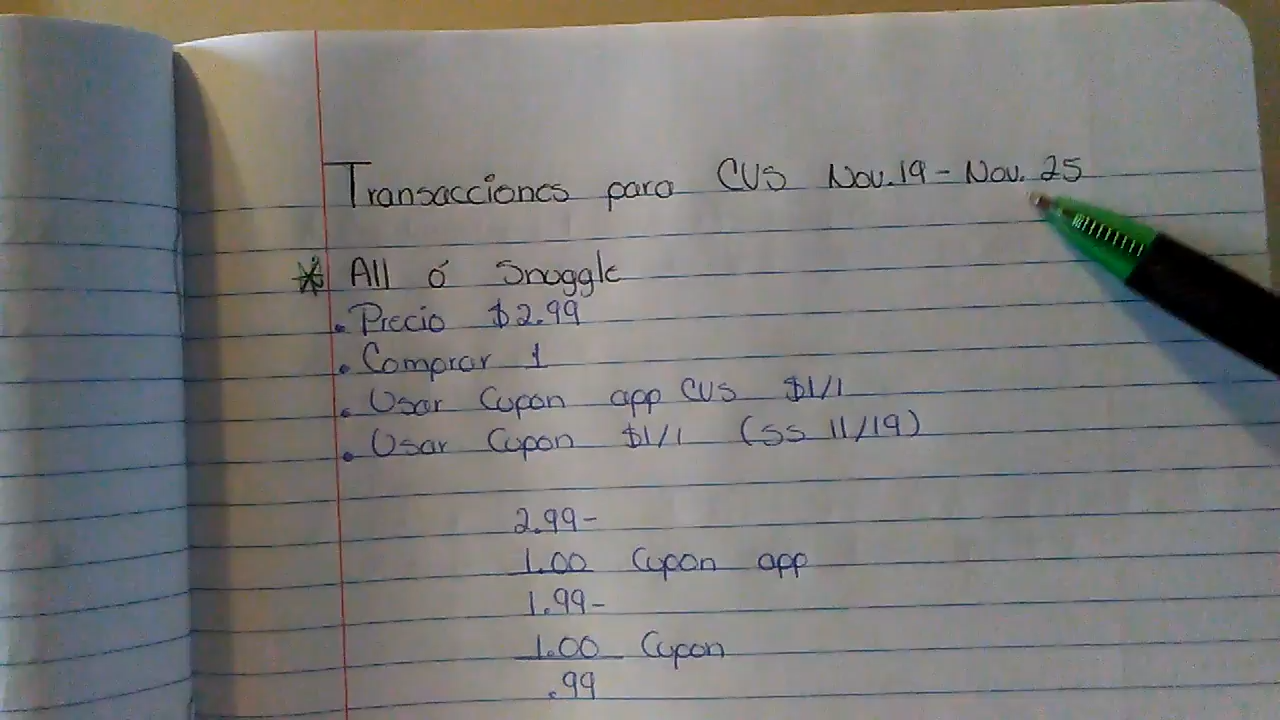 Transacciones para CVS Nov.19 - Nov. 25
* All ó Snuggle
. Precio $2.99
. Comprar 1
. Usar Cupon app CVS $1/1
. Usar Cupon $1/1 (SS 11/19)
2.99-
1.00 Cupon app
1.99-
1.00 Cupon
.99